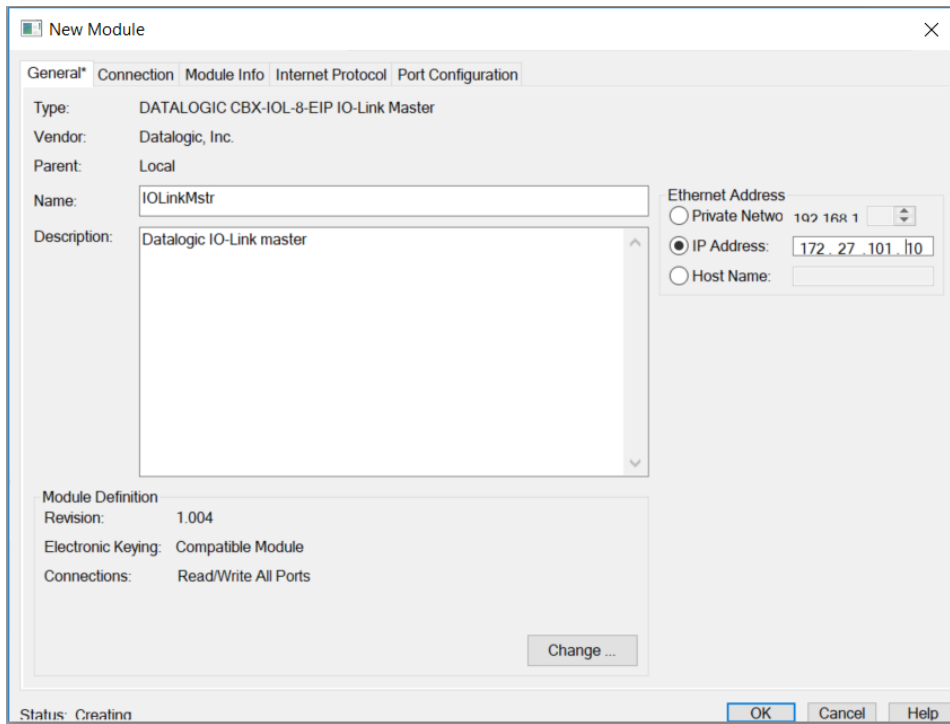 New Module
General* Connection Module Info Internet Protocol Port Configuration
Type: DATALOGIC CBX-IOL-8-EIP IO-Link Master
Vendor: Datalogic, Inc.
Parent: Local
Name: IOLinkMstr
Description: Datalogic IO-Link master
Ethernet Address
Private Netwo 192.168.1
IP Address: 172 . 27 . 101 . 10
Host Name:
Module Definition
Revision: 1.004
Electronic Keying: Compatible Module
Connections: Read/Write All Ports
Change ...
Status: Creating
OK Cancel Help